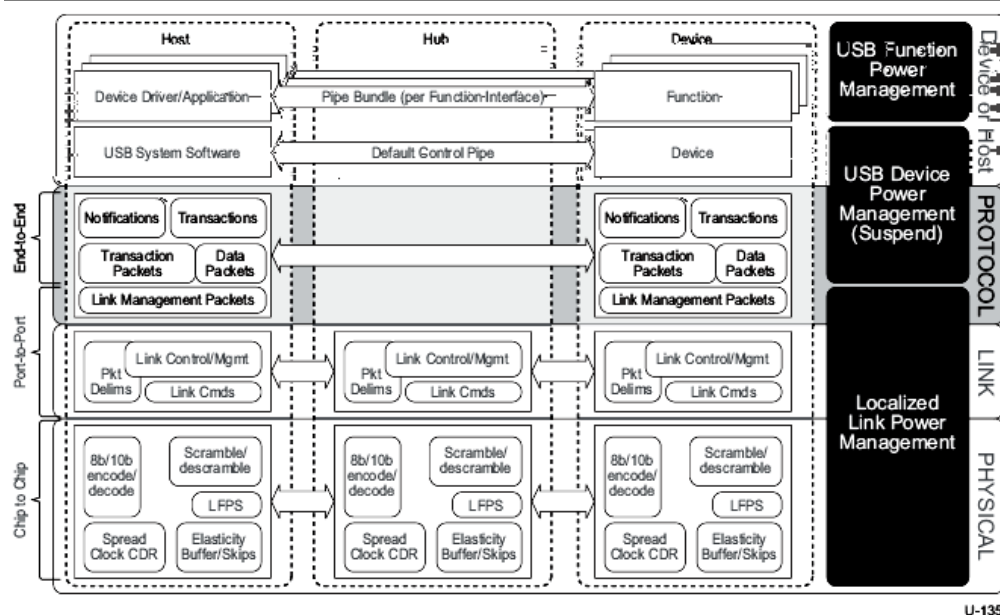 Host
Hub
Device
Device Driver/Application
Pipe Bundle (per Function-Interface)
Function
USB System Software
Default Control Pipe
Device
USB Function
Power
Management
Device or Host
End-to-End
Notifications
Transactions
Transaction
Packets
Data
Packets
Link Management Packets
Notifications
Transactions
Transaction
Packets
Data
Packets
Link Management Packets
USB Device
Power
Management
(Suspend)
PROTOCOL
Port-to-Port
Pkt
Delims
Link Control/Mgmt
Link Cmds
Pkt
Delims
Link Control/Mgmt
Link Cmds
Pkt
Delims
Link Control/Mgmt
Link Cmds
LINK
Localized
Link Power
Management
Chip to Chip
8b/10b
encode/
decode
Scramble/
descramble
LFPS
Spread
Clock CDR
Elasticity
Buffer/Skips
8b/10b
encode/
decode
Scramble/
descramble
LFPS
Spread
Clock CDR
Elasticity
Buffer/Skips
8b/10b
encode/
decode
Scramble/
descramble
LFPS
Spread
Clock CDR
Elasticity
Buffer/Skips
PHYSICAL
U-135